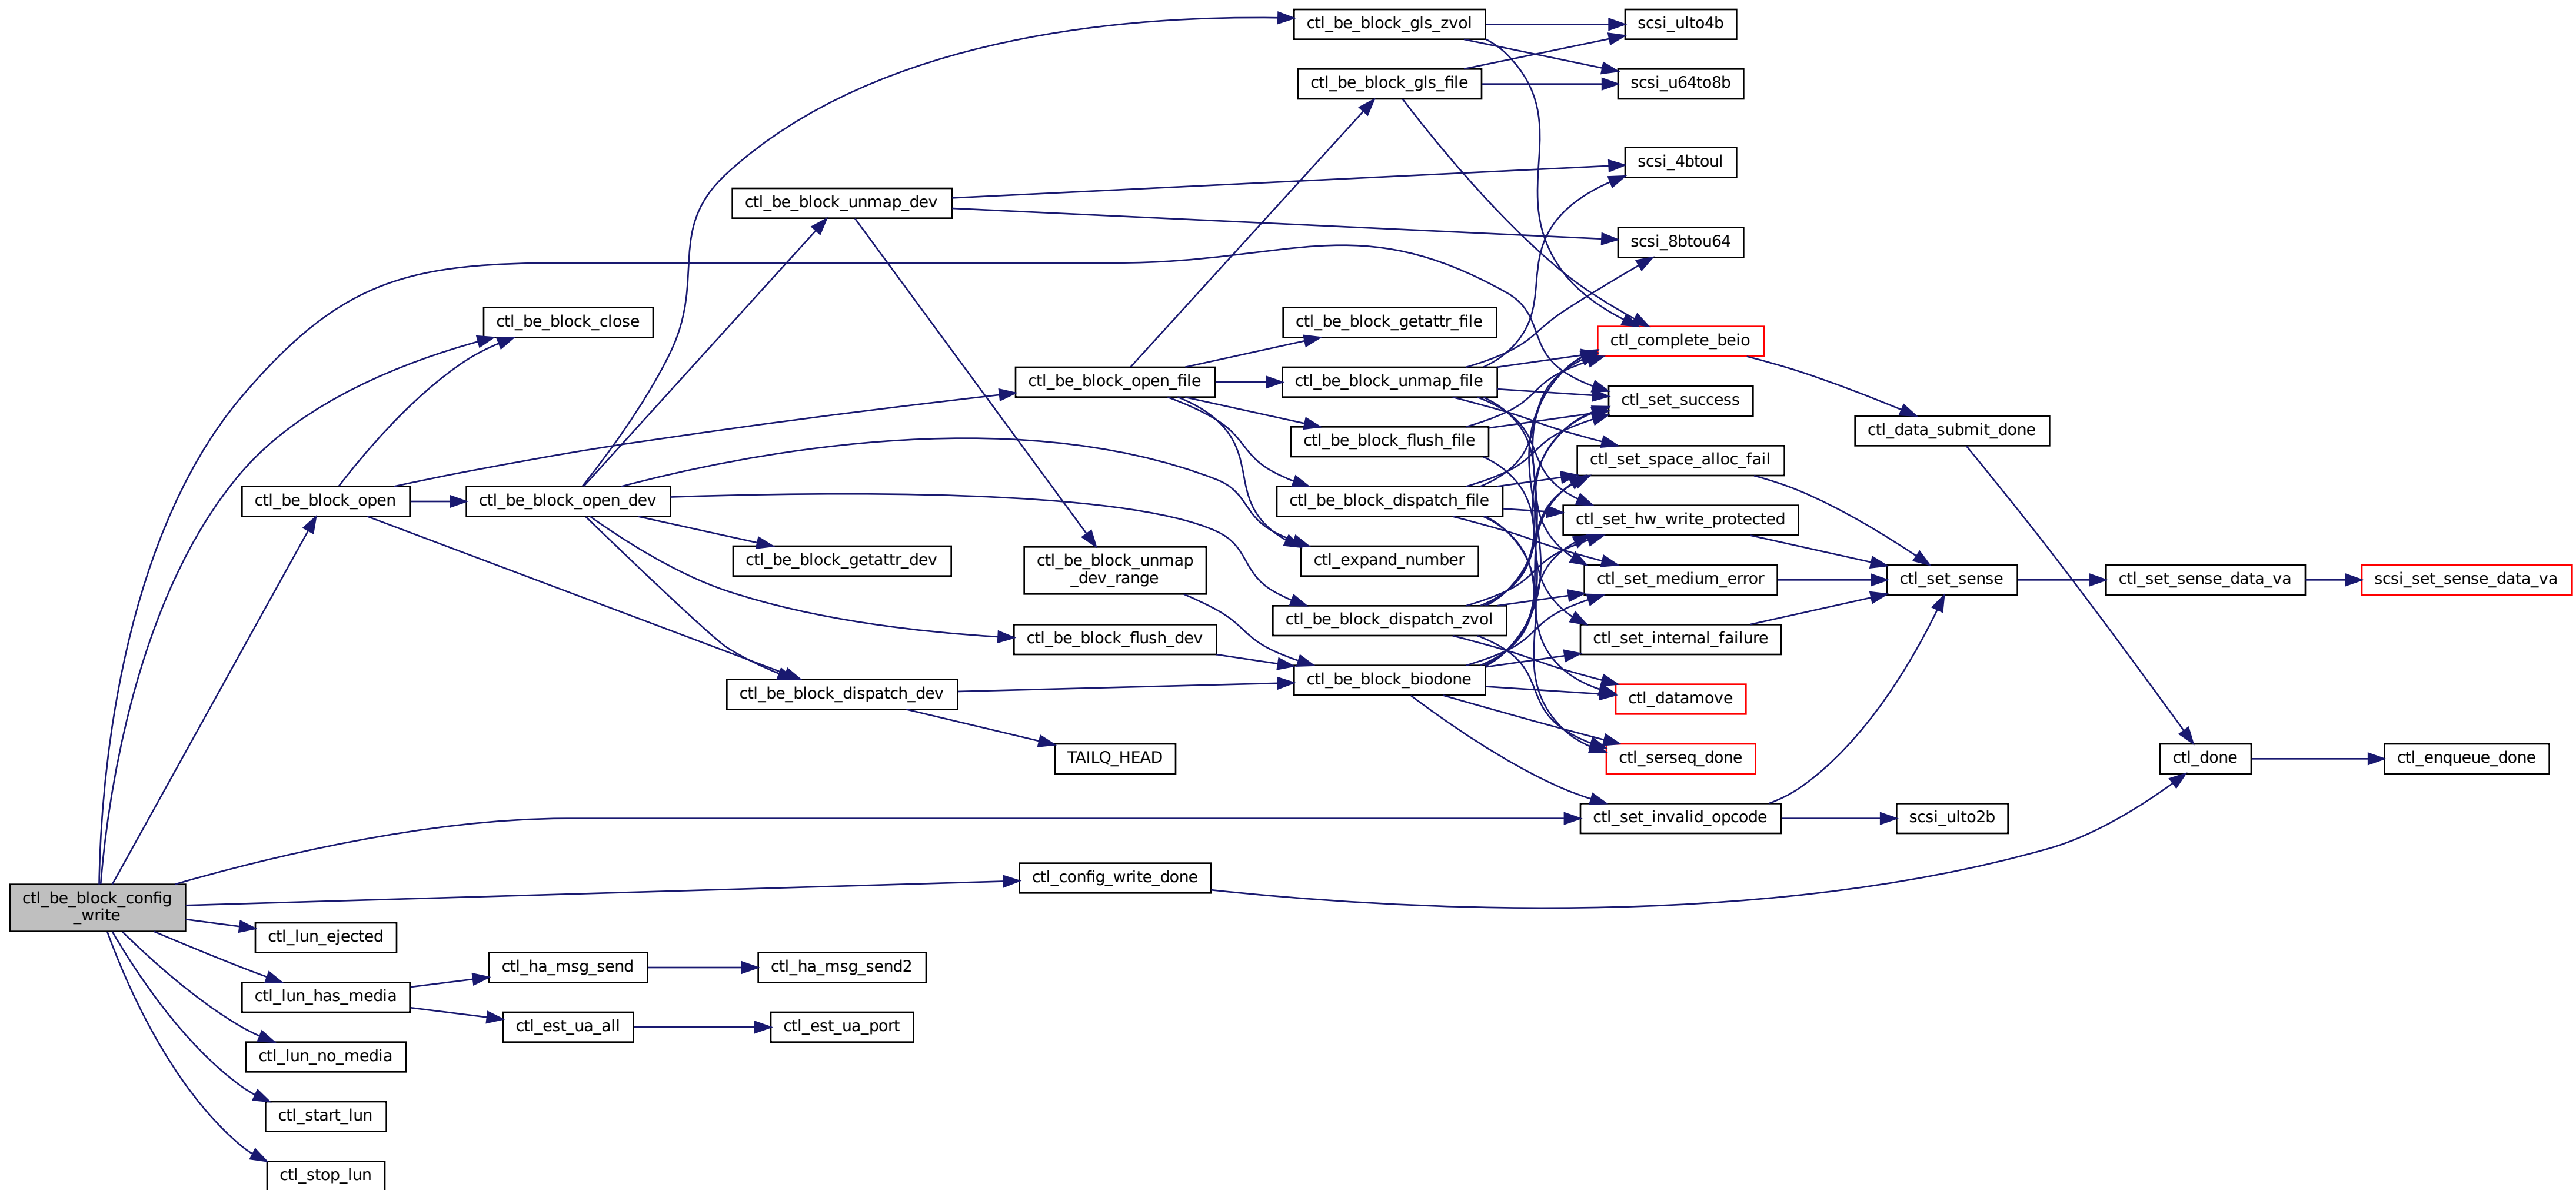 ctl_be_block_config
_write
ctl_be_block_open
ctl_lun_ejected
ctl_lun_has_media
ctl_lun_no_media
ctl_start_lun
ctl_stop_lun
ctl_be_block_close
ctl_be_block_open_dev
ctl_ha_msg_send
ctl_est_ua_all
ctl_be_block_unmap_dev
ctl_be_block_getattr_dev
ctl_be_block_dispatch_dev
ctl_ha_msg_send2
ctl_est_ua_port
ctl_be_block_open_file
ctl_be_block_unmap
_dev_range
ctl_be_block_flush_dev
TAILQ_HEAD
ctl_config_write_done
ctl_be_block_gls_zvol
ctl_be_block_gls_file
ctl_be_block_getattr_file
ctl_be_block_unmap_file
ctl_be_block_flush_file
ctl_be_block_dispatch_file
ctl_expand_number
ctl_be_block_dispatch_zvol
ctl_be_block_biodone
scsi_ulto4b
scsi_u64to8b
scsi_4btoul
scsi_8btou64
ctl_complete_beio
ctl_set_success
ctl_set_space_alloc_fail
ctl_set_hw_write_protected
ctl_set_medium_error
ctl_set_internal_failure
ctl_datamove
ctl_serseq_done
ctl_set_invalid_opcode
ctl_data_submit_done
ctl_set_sense
scsi_ulto2b
ctl_set_sense_data_va
ctl_done
scsi_set_sense_data_va
ctl_enqueue_done